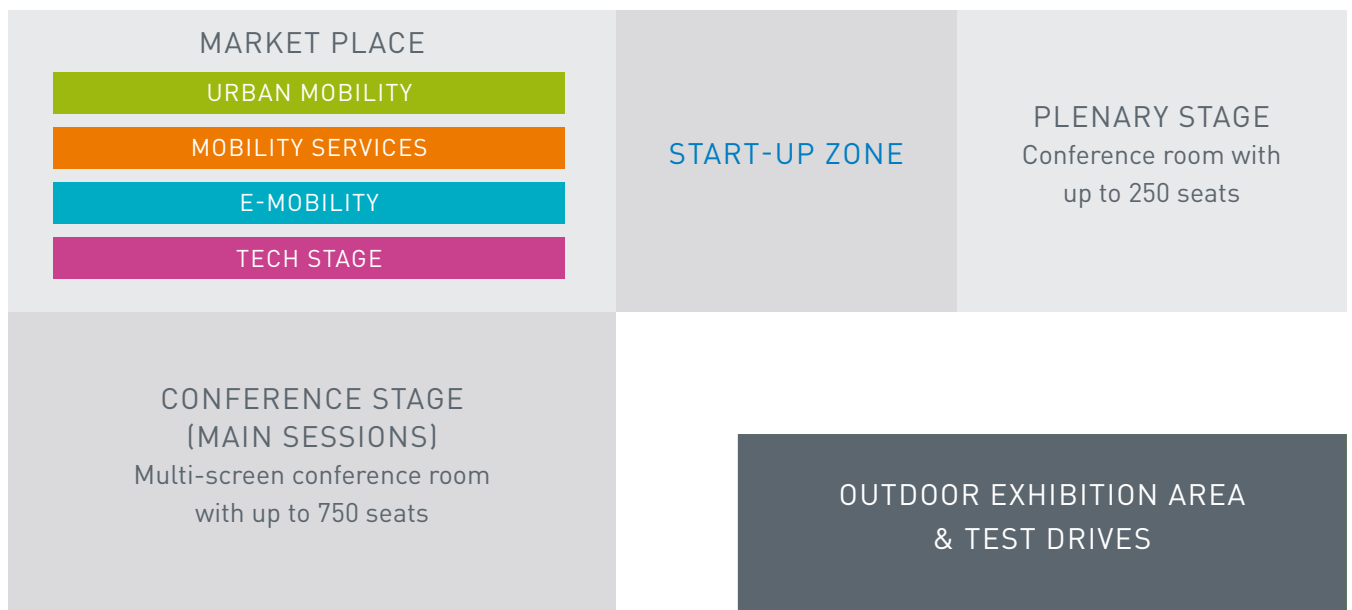 MARKET PLACE
URBAN MOBILITY
MOBILITY SERVICES
E-MOBILITY
TECH STAGE
START-UP ZONE
PLENARY STAGE
Conference room with
up to 250 seats
CONFERENCE STAGE
(MAIN SESSIONS)
Multi-screen conference room
with up to 750 seats
OUTDOOR EXHIBITION AREA
& TEST DRIVES